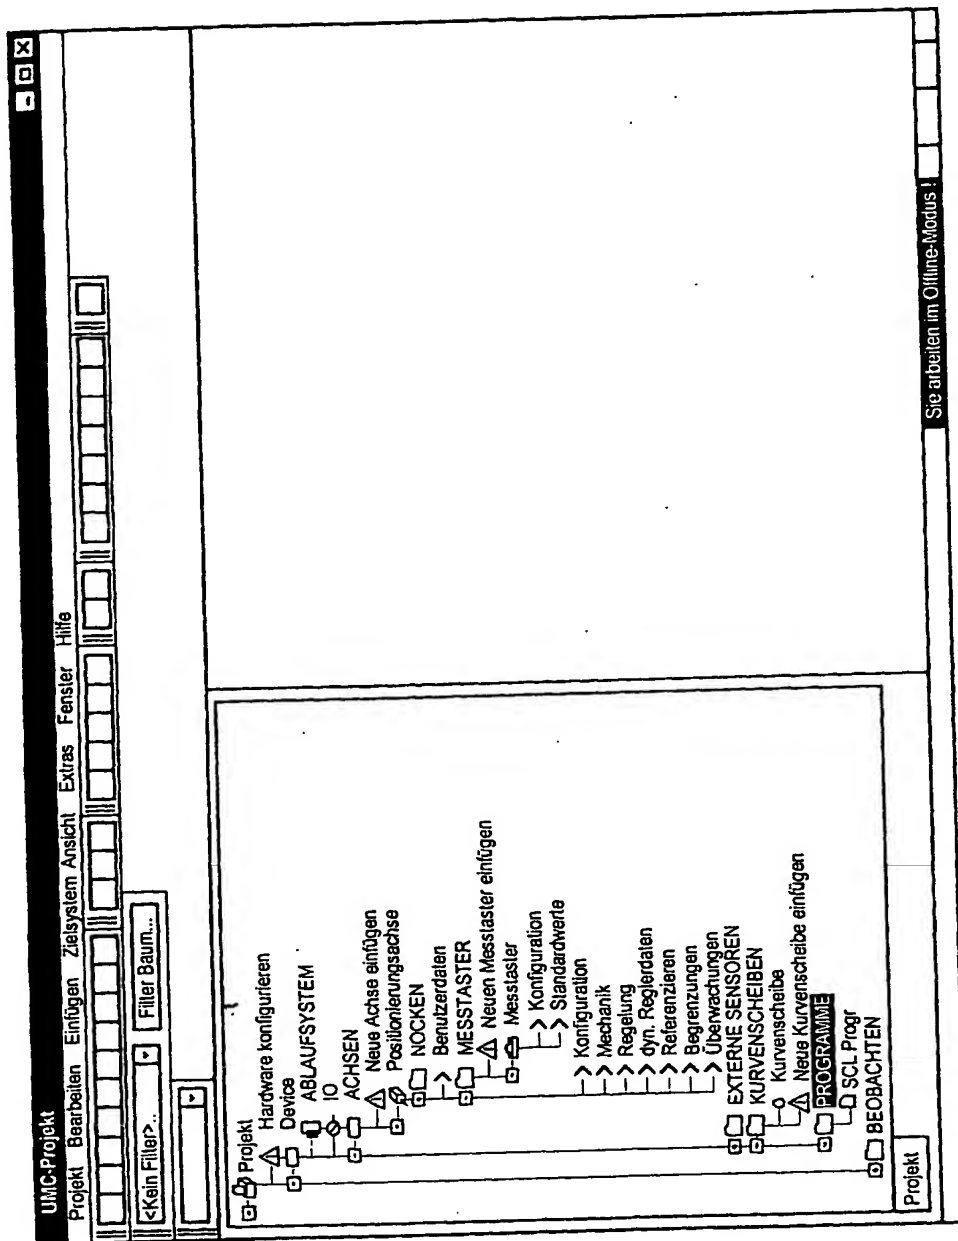 UMC-Projekt
Projekt Bearbeiten Einfügen Zielsystem Ansicht Extras Fenster Hilfe
<Kein Filter>.. Filter Baum...
Projekt
Hardware konfigurieren
Device
ABLAUFSYSTEM
IO
ACHSEN
Neue Achse einfügen
Positionierungsachse
NOCKEN
Benutzerdaten
MESSTASTER
Neuen Messtaster einfügen
Messtaster
Konfiguration
Standardwerte
Konfiguration
Mechanik
Regelung
dyn. Reglerdaten
Referenzieren
Begrenzungen
Überwachungen
EXTERNE SENSOREN
KURVENSCHEIBEN
Kurvenscheibe
Neue Kurvenscheibe einfügen
PROGRAMME
SCL Progr
BEOBACHTEN
Projekt
Sie arbeiten im Offline-Modus !